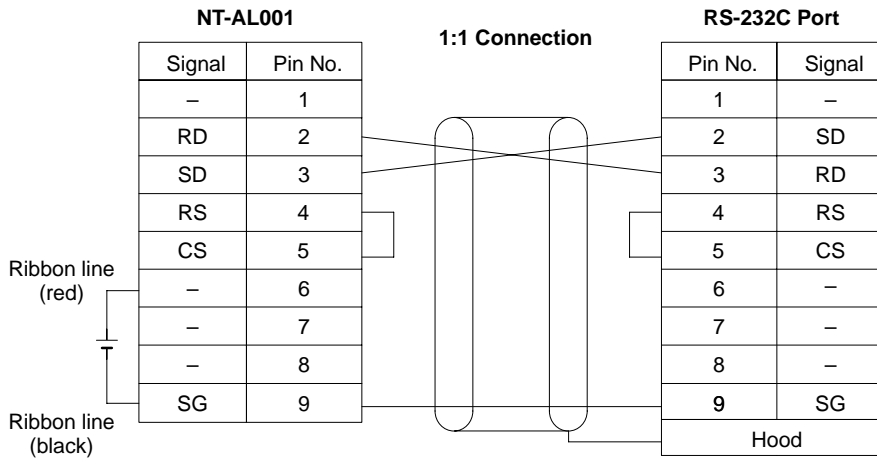 NT-AL001
1:1 Connection
RS-232C Port
Signal Pin No.
– 1
RD 2
SD 3
RS 4
CS 5
– 6
– 7
– 8
SG 9
Ribbon line
(red)
Ribbon line
(black)
Pin No. Signal
1 –
2 SD
3 RD
4 RS
5 CS
6 –
7 –
8 –
9 SG
Hood